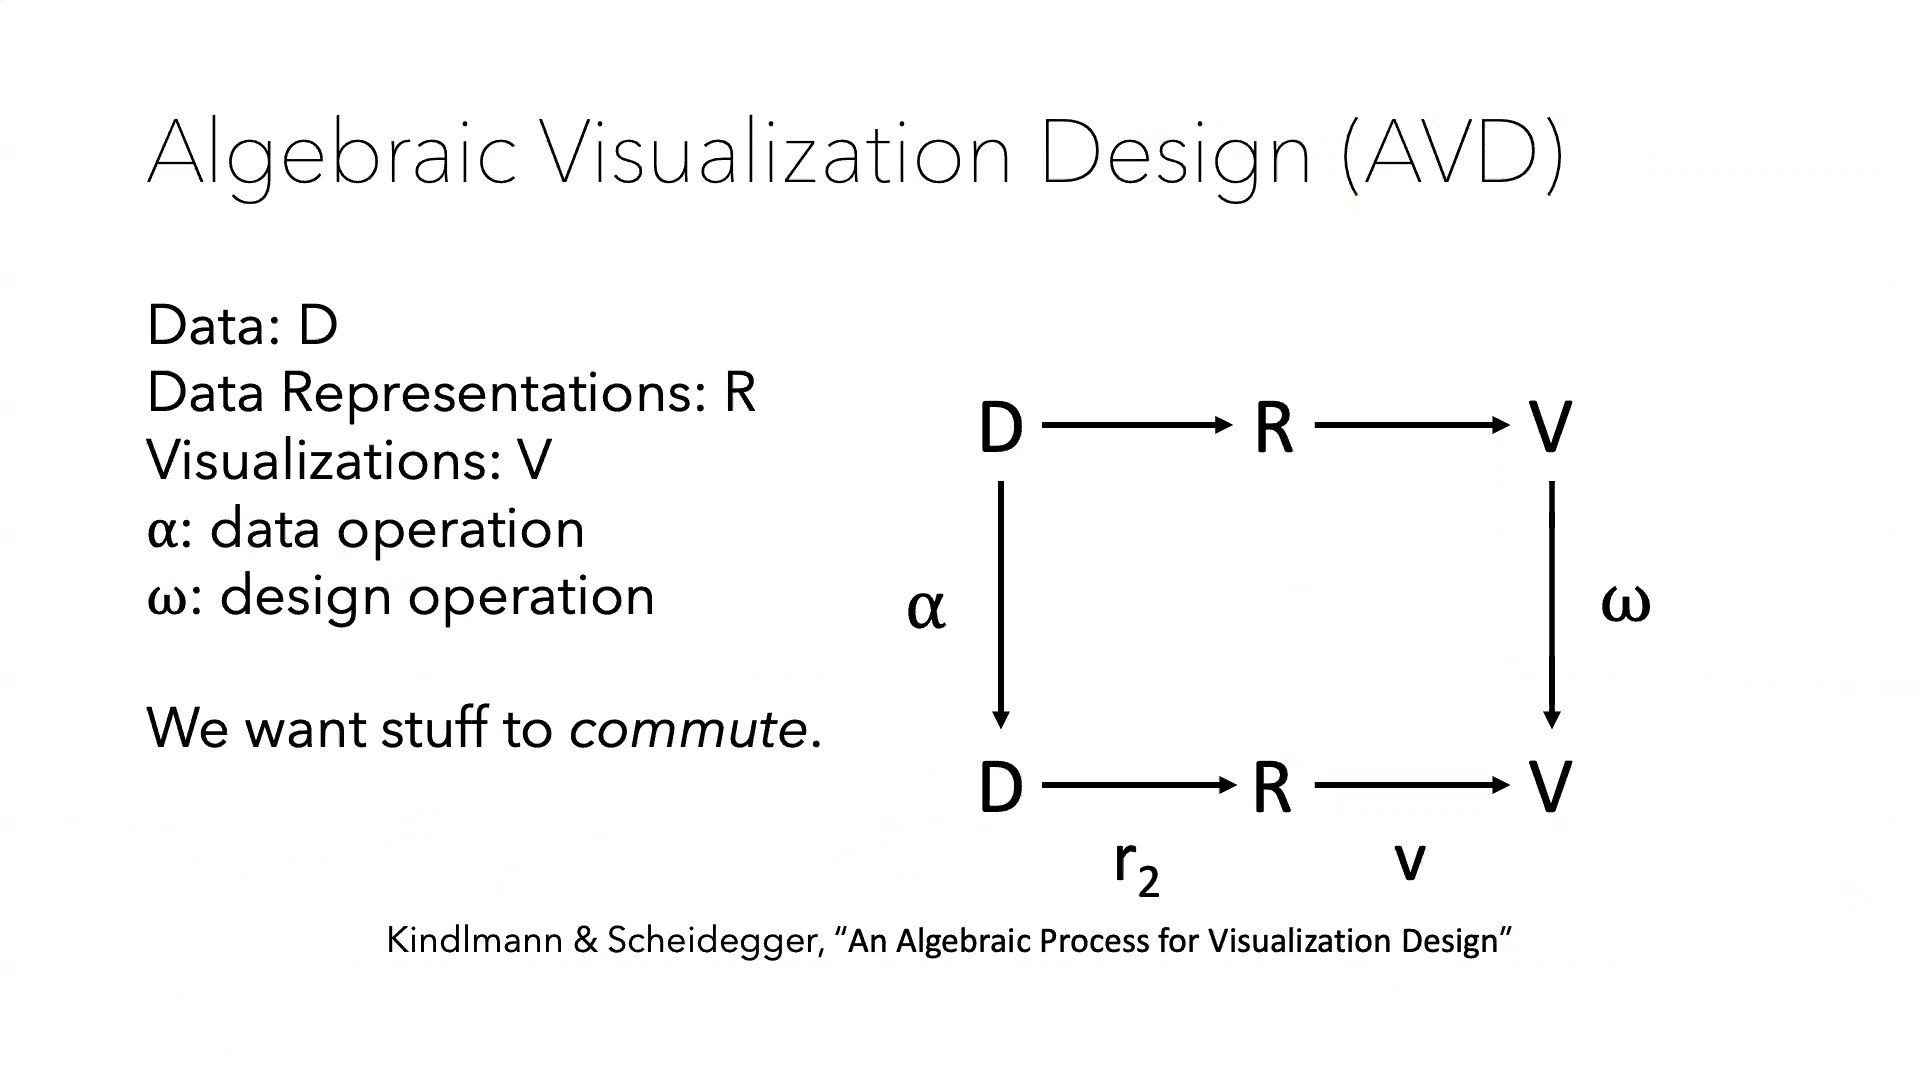 Algebraic Visualization Design (AVD)
Data: D
Data Representations: R
Visualizations: V
α: data operation
ω: design operation
We want stuff to commute.
D R V
α ω
D R V
r₂ v
Kindlmann & Scheidegger, “An Algebraic Process for Visualization Design”